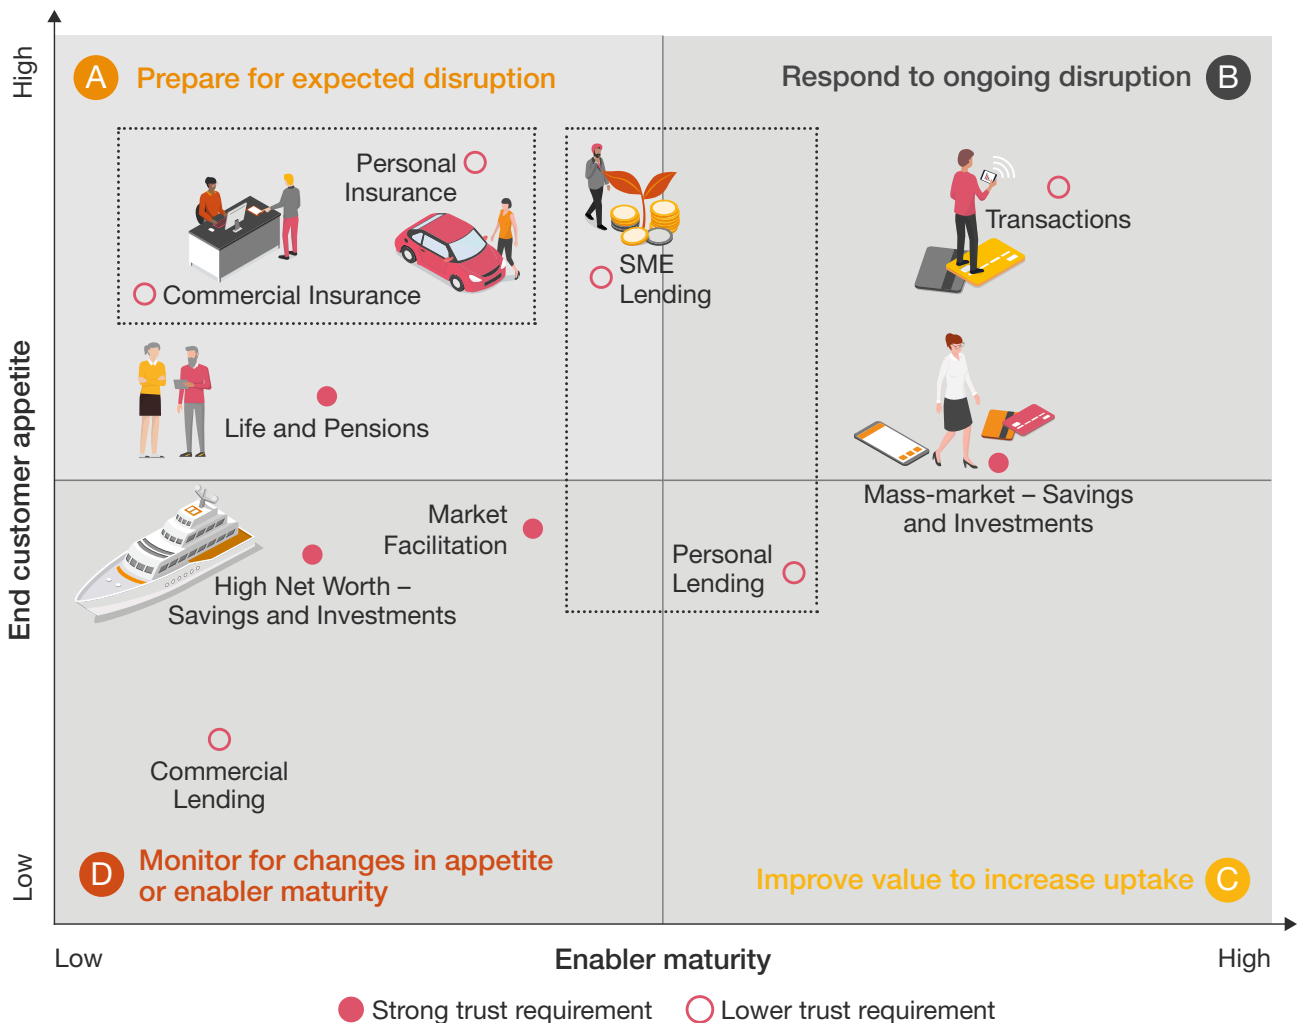 High
A
Prepare for expected disruption
Respond to ongoing disruption
B
Personal
Insurance
Commercial Insurance
SME
Lending
Transactions
Life and Pensions
Mass-market – Savings
and Investments
End customer appetite
Market
Facilitation
High Net Worth –
Savings and Investments
Personal
Lending
Commercial
Lending
Low
D
Monitor for changes in appetite
or enabler maturity
Improve value to increase uptake
C
Low
Enabler maturity
High
Strong trust requirement
Lower trust requirement